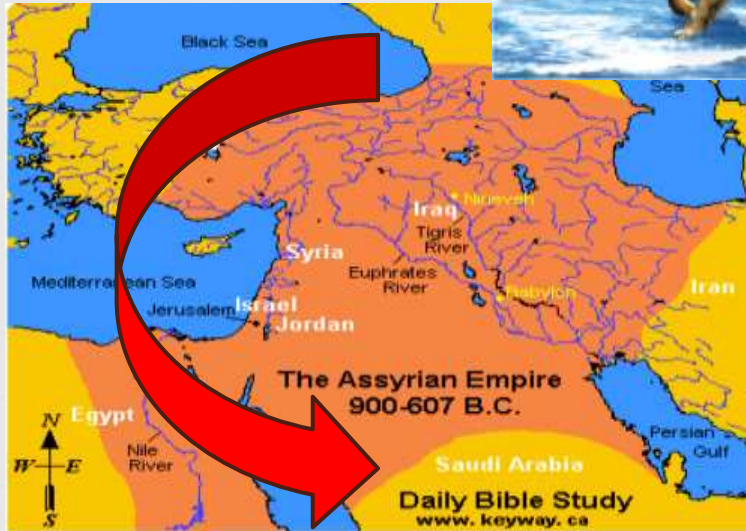 Black Sea
Sea
Nineveh
Iraq
Tigris
River
Syria
Euphrates
River
Mediterranean Sea
Babylon
Iran
Israel
Jerusalem
Jordan
The Assyrian Empire
900-607 B.C.
Egypt
Nile
River
N
W E
S
Persian
Gulf
Saudi Arabia
Daily Bible Study
www.keyway.ca